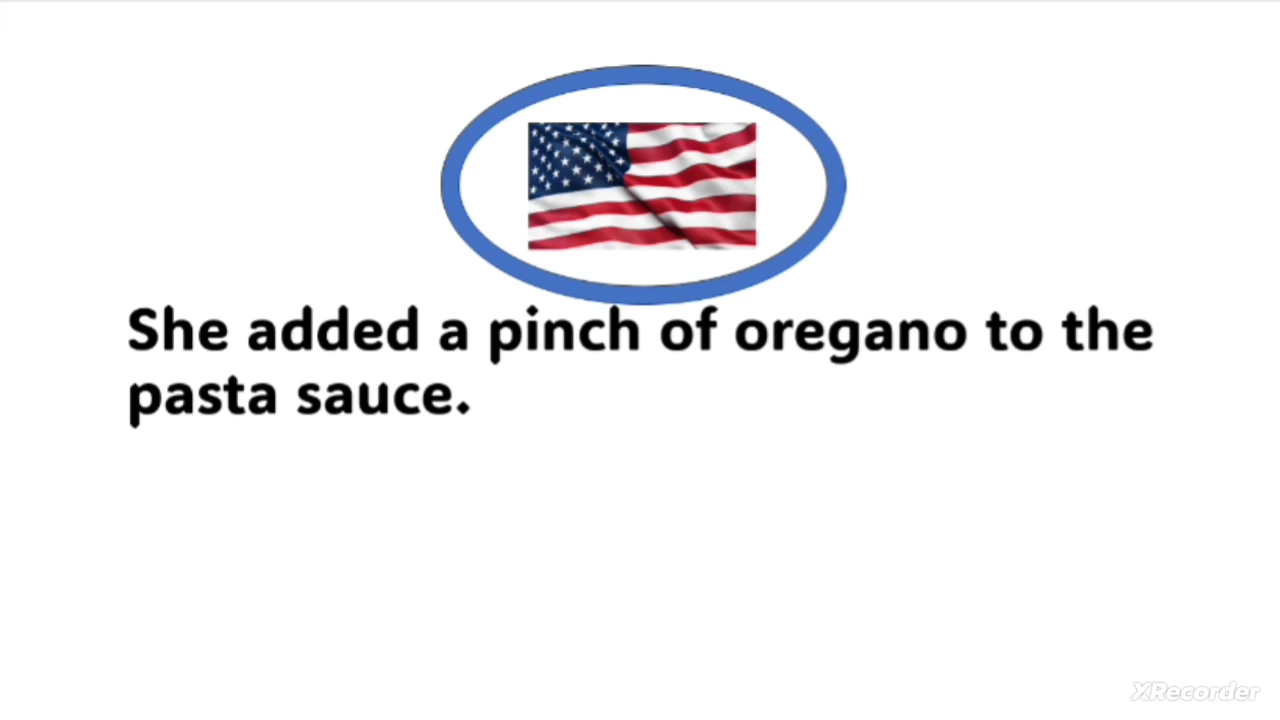 She added a pinch of oregano to the
pasta sauce.
XRecorder